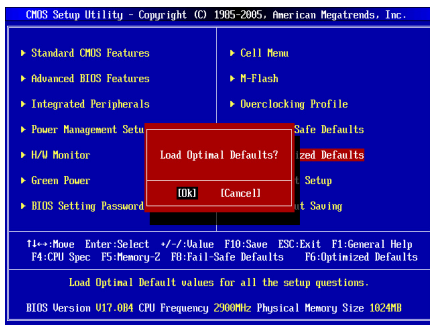 CMOS Setup Utility - Copyright (C) 1985-2005, American Megatrends, Inc.
▶ Standard CMOS Features ▶ Cell Menu
▶ Advanced BIOS Features ▶ M-Flash
▶ Integrated Peripherals ▶ Overclocking Profile
▶ Power Management Setu Safe Defaults
▶ H/W Monitor Load Optimal Defaults? ized Defaults
▶ Green Power t Setup
[Ok] [Cancel]
▶ BIOS Setting Password ut Saving
↑↓↔:Move Enter:Select +/-/:Value F10:Save ESC:Exit F1:General Help
F4:CPU Spec F5:Memory-Z F8:Fail-Safe Defaults F6:Optimized Defaults
Load Optimal Default values for all the setup questions.
BIOS Version V17.0B4 CPU Frequency 2900MHz Physical Memory Size 1024MB